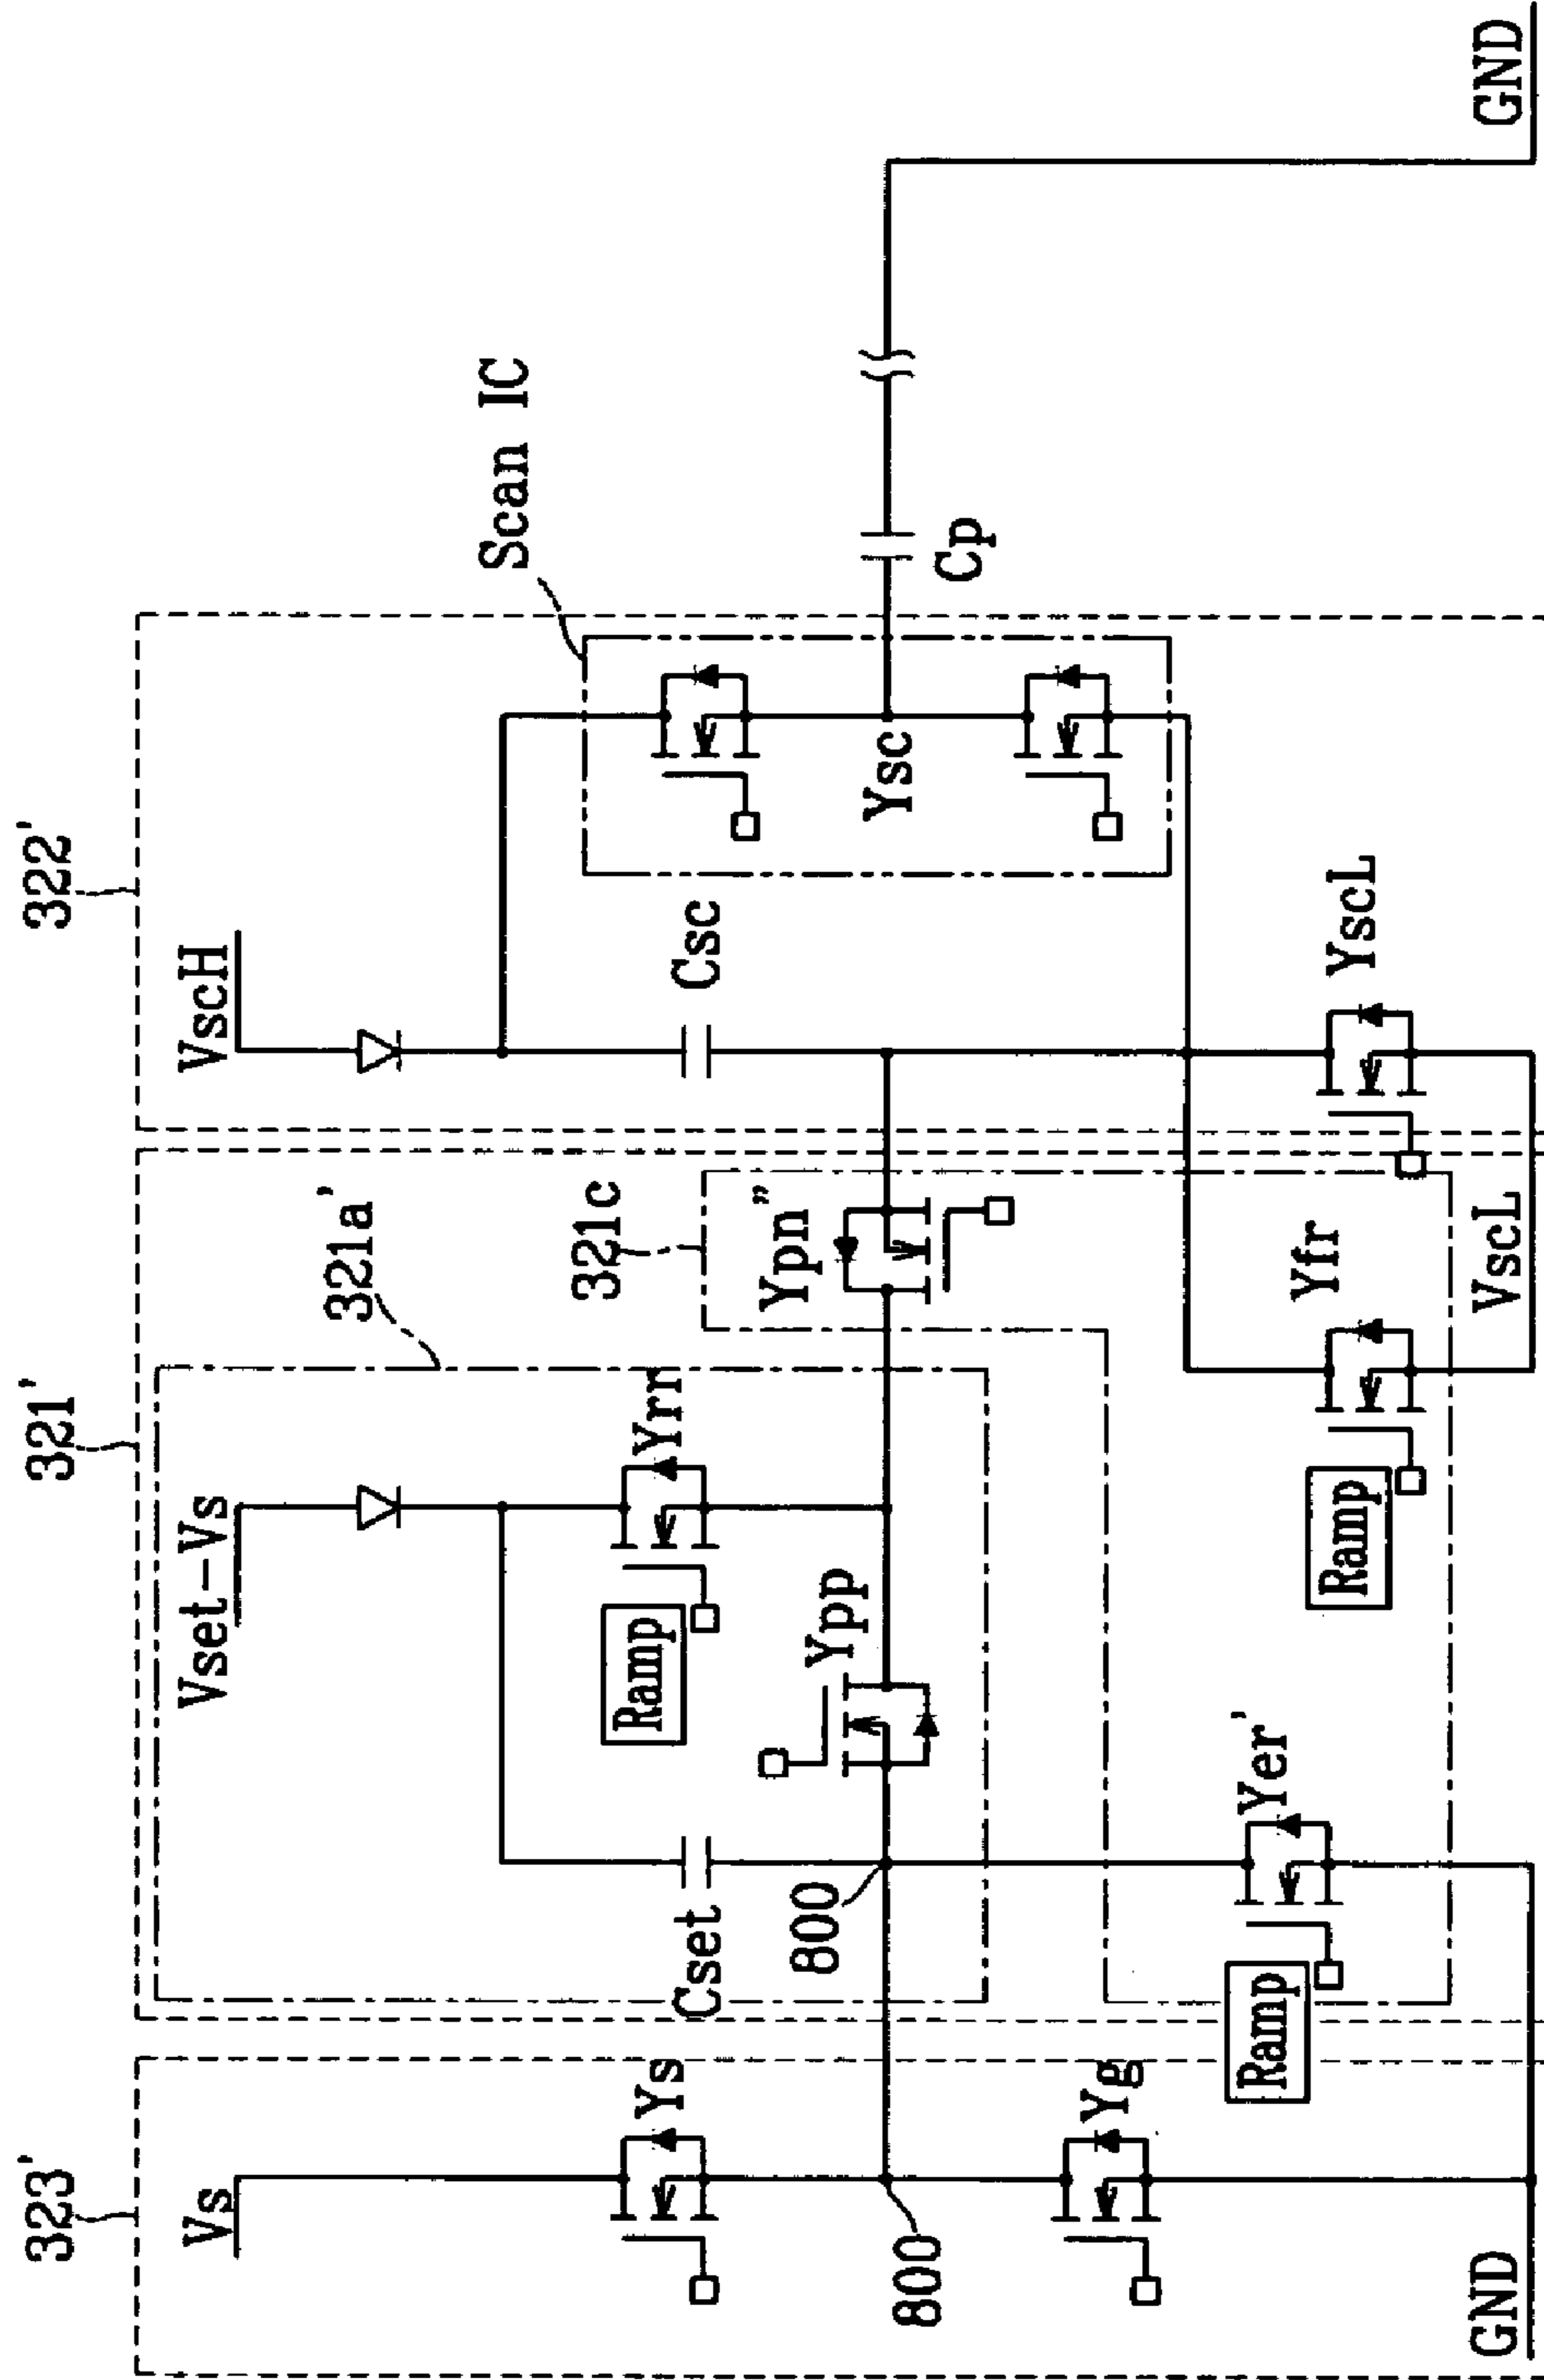 323'
321'
322'
Vs
Vset-Vs
321a'
VscH
Scan IC
Ys
Cset
Ramp
Yrr
321c
Csc
800
Ypp
Ypn"
Ysc
Cp
800
Yg
Ramp
Yer'
Ramp
Yfr
YscL
GND
VscL
GND